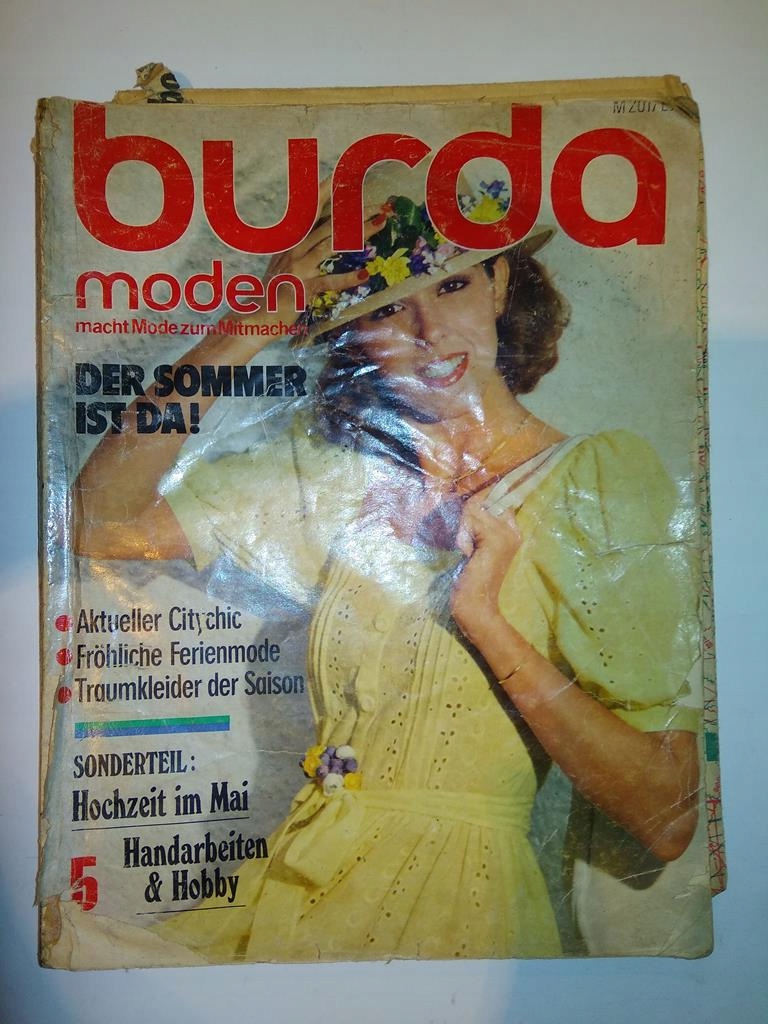 burda
moden
macht Mode zum Mitmachen
DER SOMMER
IST DA!
Aktueller Citychic
Fröhliche Ferienmode
Traumkleider der Saison
SONDERTEIL:
Hochzeit im Mai
Handarbeiten
& Hobby
5